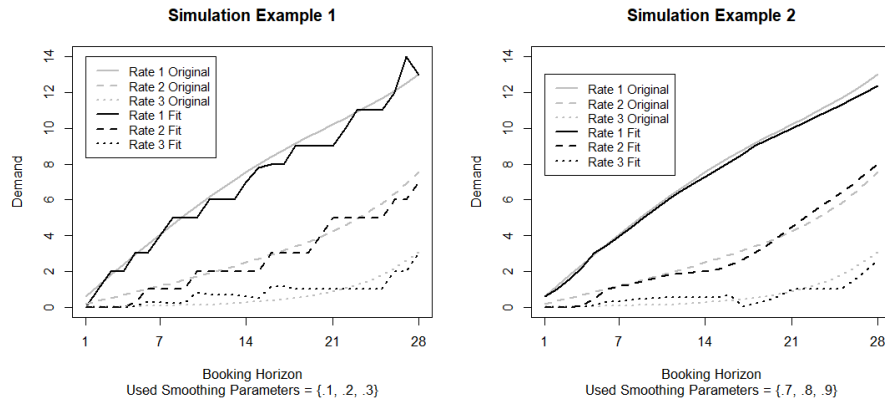 Simulation Example 1
Rate 1 Original
Rate 2 Original
Rate 3 Original
Rate 1 Fit
Rate 2 Fit
Rate 3 Fit
Demand
14
12
10
8
6
4
2
0
1
7
14
21
28
Booking Horizon
Used Smoothing Parameters = {.1, .2, .3}
Simulation Example 2
Rate 1 Original
Rate 2 Original
Rate 3 Original
Rate 1 Fit
Rate 2 Fit
Rate 3 Fit
Demand
14
12
10
8
6
4
2
0
1
7
14
21
28
Booking Horizon
Used Smoothing Parameters = {.7, .8, .9}